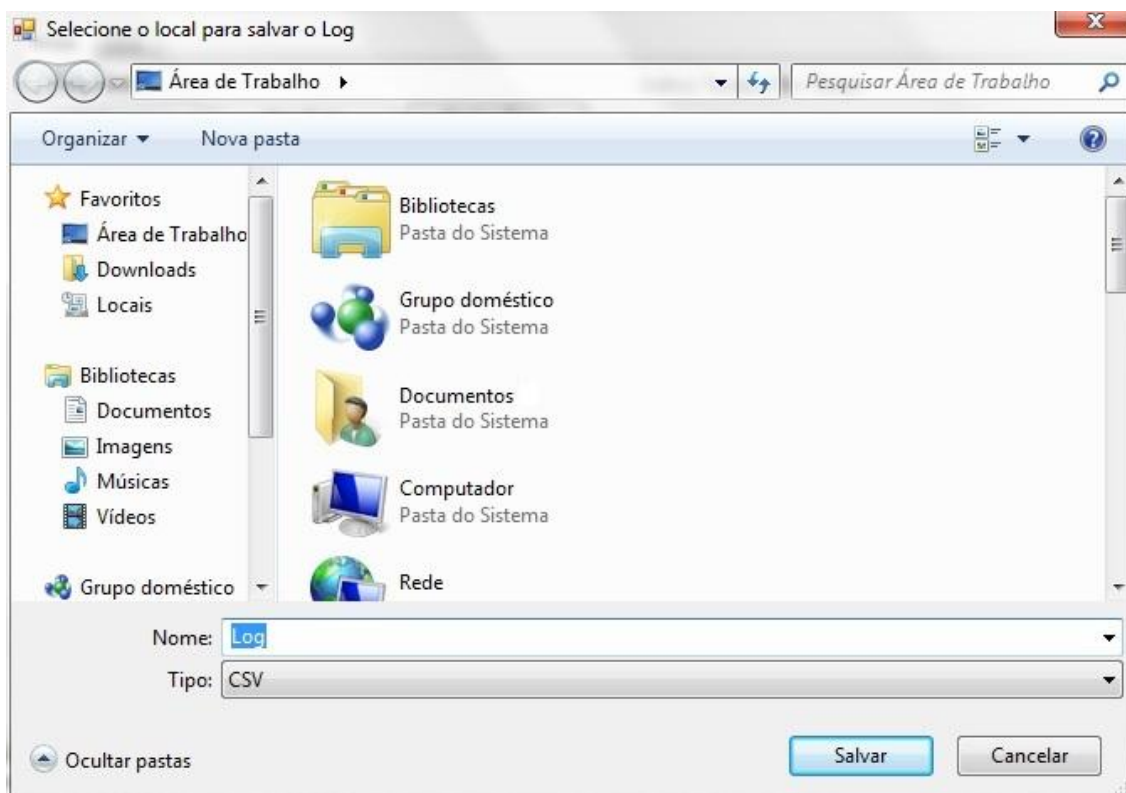 Selecione o local para salvar o Log
Área de Trabalho
Pesquisar Área de Trabalho
Organizar
Nova pasta
Favoritos
Área de Trabalho
Downloads
Locais
Bibliotecas
Documentos
Imagens
Músicas
Vídeos
Grupo doméstico
Bibliotecas
Pasta do Sistema
Grupo doméstico
Pasta do Sistema
Documentos
Pasta do Sistema
Computador
Pasta do Sistema
Rede
Nome: Log
Tipo: CSV
Ocultar pastas
Salvar
Cancelar